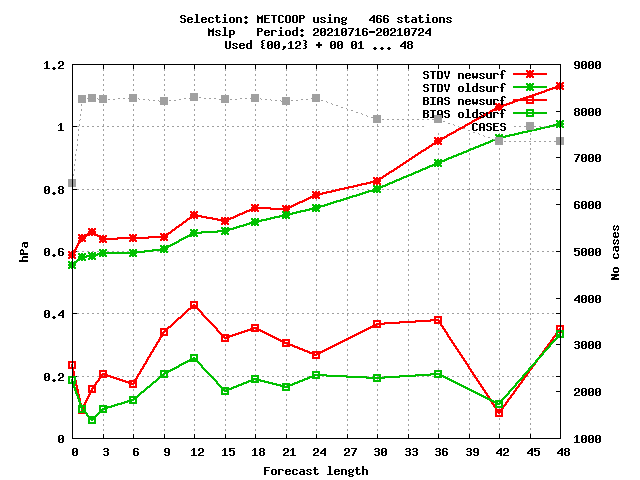 Selection: METCOOP using   466 stations
Mslp   Period: 20210716-20210724
Used {00,12} + 00 01 ... 48
STDV newsurf
STDV oldsurf
BIAS newsurf
BIAS oldsurf
CASES
1.2
1
0.8
0.6
0.4
0.2
0
hPa
9000
8000
7000
6000
5000
4000
3000
2000
1000
No cases
0 3 6 9 12 15 18 21 24 27 30 33 36 39 42 45 48
Forecast length